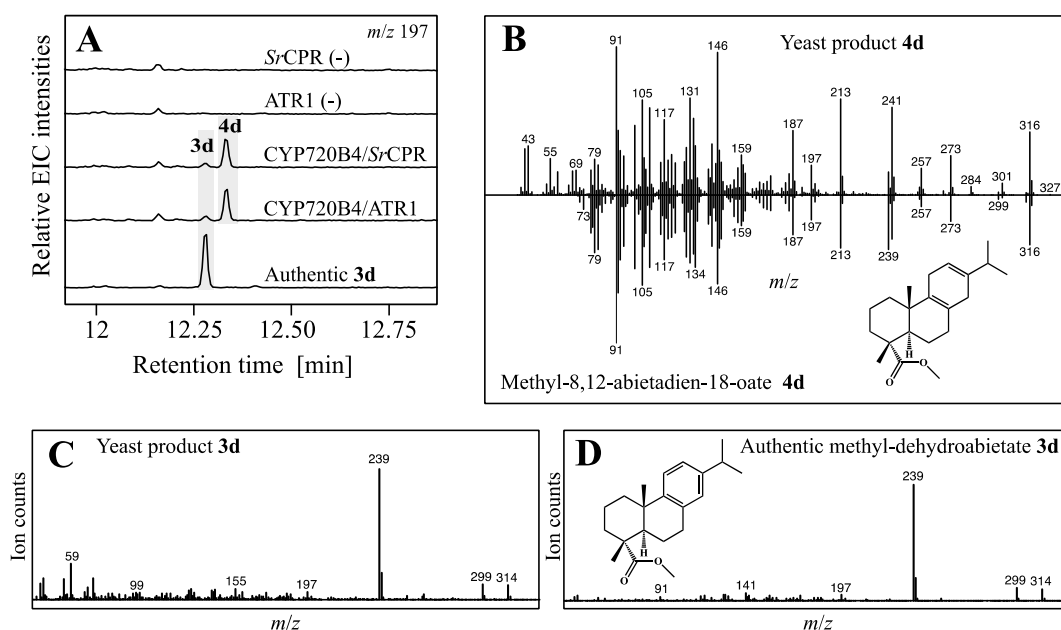 A
m/z 197
SrCPR (-)
ATR1 (-)
3d
4d
CYP720B4/SrCPR
CYP720B4/ATR1
Authentic 3d
Relative EIC intensities
12
12.25
12.50
12.75
Retention time [min]
B
Yeast product 4d
43
55
69
79
91
105
117
131
146
159
187
197
213
241
257
273
284
301
316
327
73
79
91
105
117
134
146
159
187
197
213
239
257
273
299
316
m/z
H
O
O
Methyl-8,12-abietadien-18-oate 4d
C
Yeast product 3d
Ion counts
59
99
155
197
239
299
314
m/z
D
Authentic methyl-dehydroabietate 3d
Ion counts
H
O
O
91
141
197
239
299
314
m/z